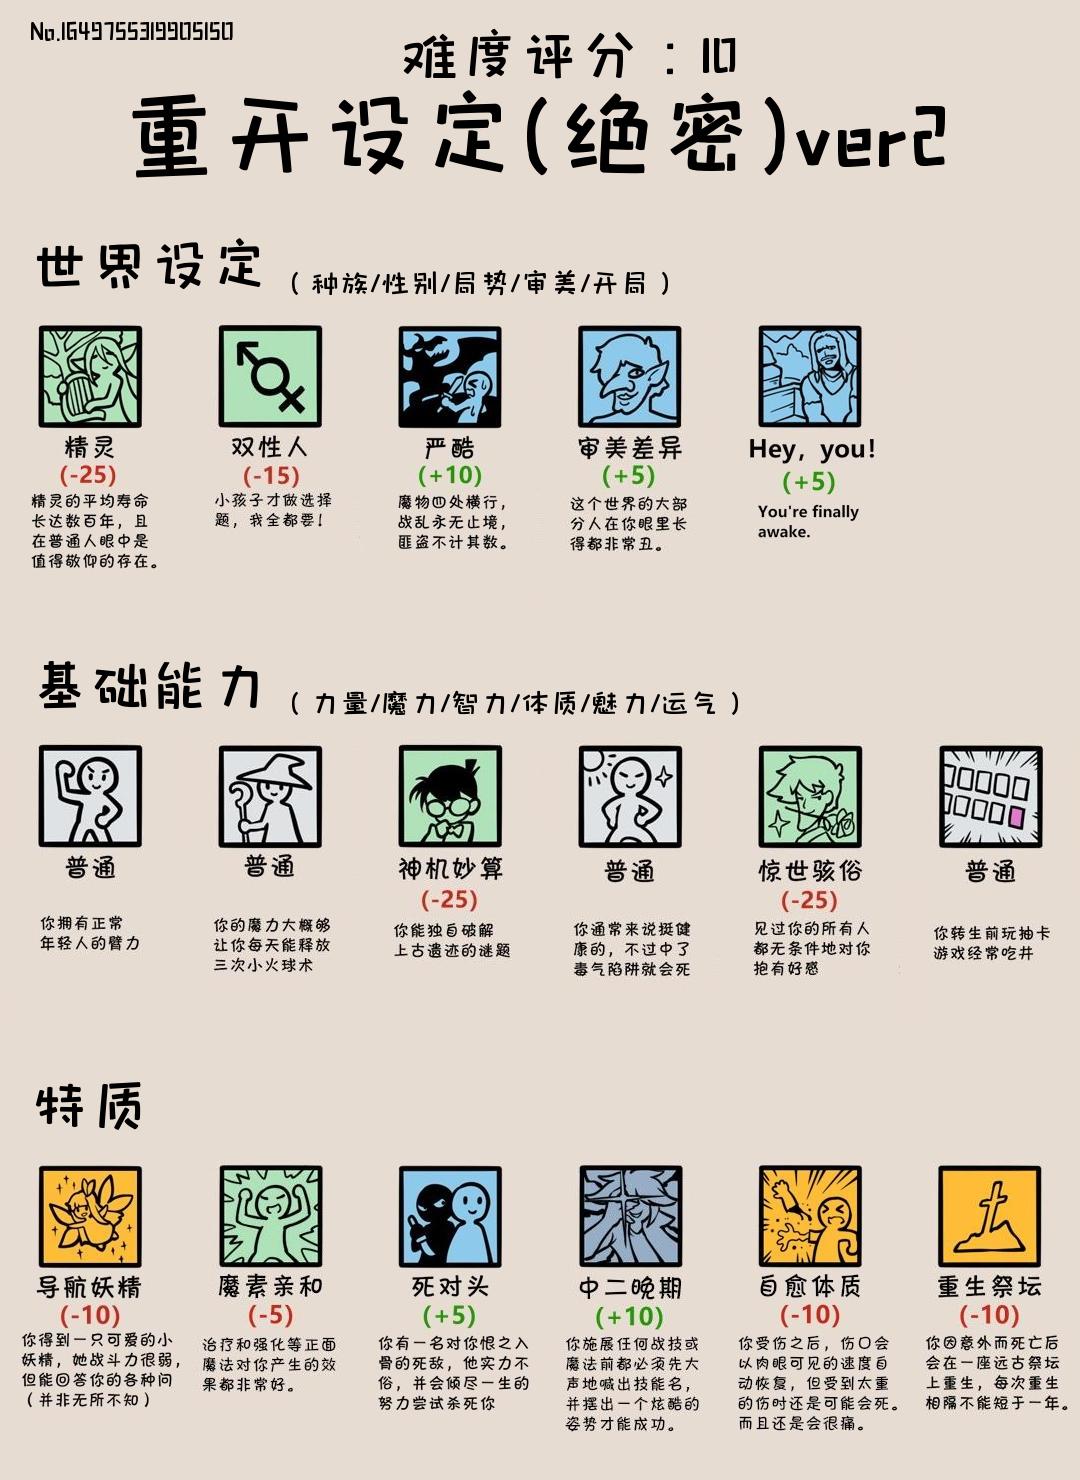 No.1649755319905150
难度评分：10
重开设定(绝密)ver2
世界设定（种族/性别/局势/审美/开局）
精灵
(-25)
精灵的平均寿命
长达数百年，且
在普通人眼中是
值得敬仰的存在。
双性人
(-15)
小孩子才做选择
题，我全都要！
严酷
(+10)
魔物四处横行，
战乱永无止境，
匪盗不计其数。
审美差异
(+5)
这个世界的大部
分人在你眼里长
得都非常丑。
Hey, you!
(+5)
You're finally
awake.
基础能力（力量/魔力/智力/体质/魅力/运气）
普通
你拥有正常
年轻人的臂力
普通
你的魔力大概够
让你每天能释放
三次小火球术
神机妙算
(-25)
你能独自破解
上古遗迹的谜题
普通
你通常来说挺健
康的，不过中了
毒气陷阱就会死
惊世骇俗
(-25)
见过你的所有人
都无条件地对你
抱有好感
普通
你转生前玩抽卡
游戏经常吃井
特质
导航妖精
(-10)
你得到一只可爱的小
妖精，她战斗力很弱，
但能回答你的各种问
（并非无所不知）
魔素亲和
(-5)
治疗和强化等正面
魔法对你产生的效
果都非常好。
死对头
(+5)
你有一名对你恨之入
骨的死敌，他实力不
俗，并会倾尽一生的
努力尝试杀死你
中二晚期
(+10)
你施展任何战技或
魔法前都必须先大
声地喊出技能名，
并摆出一个炫酷的
姿势才能成功。
自愈体质
(-10)
你受伤之后，伤口会
以肉眼可见的速度自
动恢复，但受到太重
的伤时还是可能会死。
而且还是会很痛。
重生祭坛
(-10)
你因意外而死亡后
会在一座远古祭坛
上重生，每次重生
相隔不能短于一年。